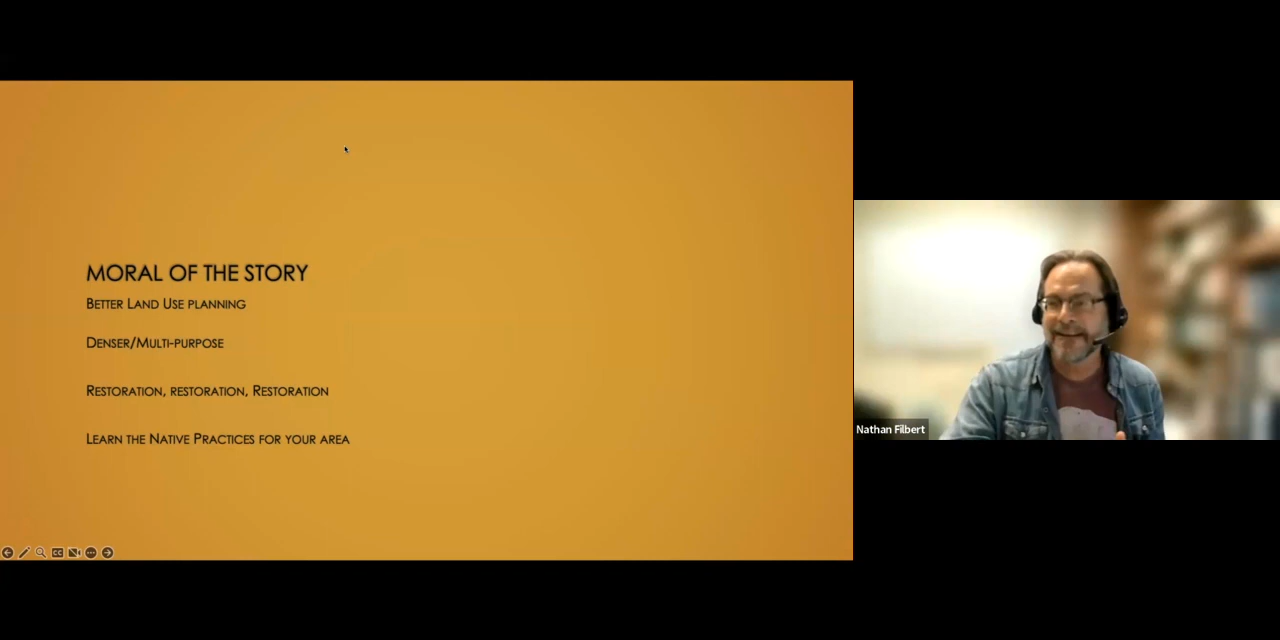 MORAL OF THE STORY
BETTER LAND USE PLANNING
DENSER/MULTI-PURPOSE
RESTORATION, RESTORATION, RESTORATION
LEARN THE NATIVE PRACTICES FOR YOUR AREA
CC
Nathan Filbert